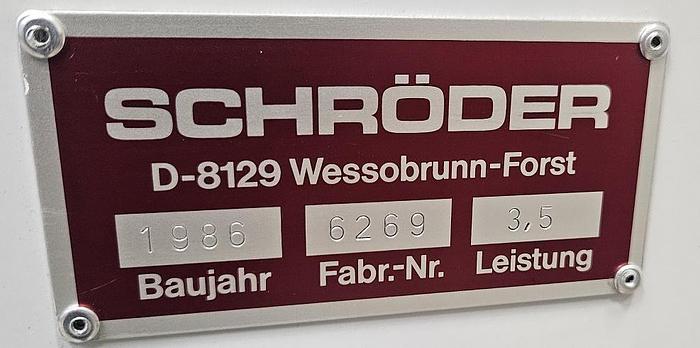 SCHRÖDER
D-8129 Wessobrunn-Forst
1986 6269 3,5
Baujahr Fabr.-Nr. Leistung